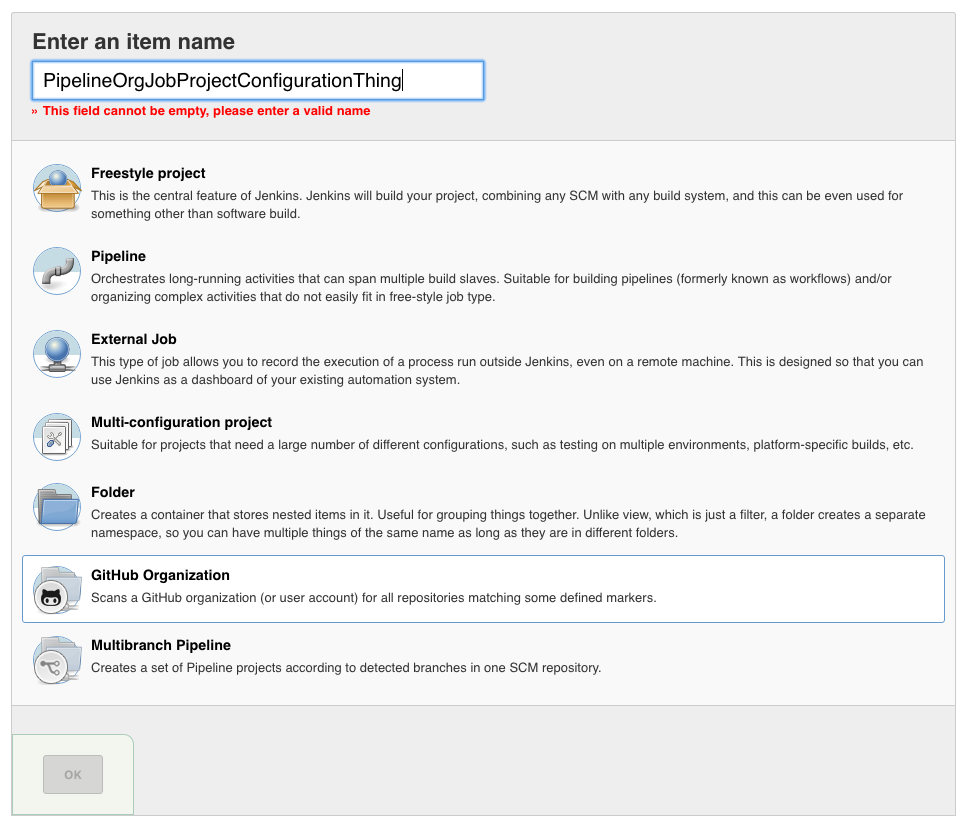 Enter an item name
PipelineOrgJobProjectConfigurationThing
» This field cannot be empty, please enter a valid name
Freestyle project
This is the central feature of Jenkins. Jenkins will build your project, combining any SCM with any build system, and this can be even used for
something other than software build.
Pipeline
Orchestrates long-running activities that can span multiple build slaves. Suitable for building pipelines (formerly known as workflows) and/or
organizing complex activities that do not easily fit in free-style job type.
External Job
This type of job allows you to record the execution of a process run outside Jenkins, even on a remote machine. This is designed so that you can
use Jenkins as a dashboard of your existing automation system.
Multi-configuration project
Suitable for projects that need a large number of different configurations, such as testing on multiple environments, platform-specific builds, etc.
Folder
Creates a container that stores nested items in it. Useful for grouping things together. Unlike view, which is just a filter, a folder creates a separate
namespace, so you can have multiple things of the same name as long as they are in different folders.
GitHub Organization
Scans a GitHub organization (or user account) for all repositories matching some defined markers.
Multibranch Pipeline
Creates a set of Pipeline projects according to detected branches in one SCM repository.
OK